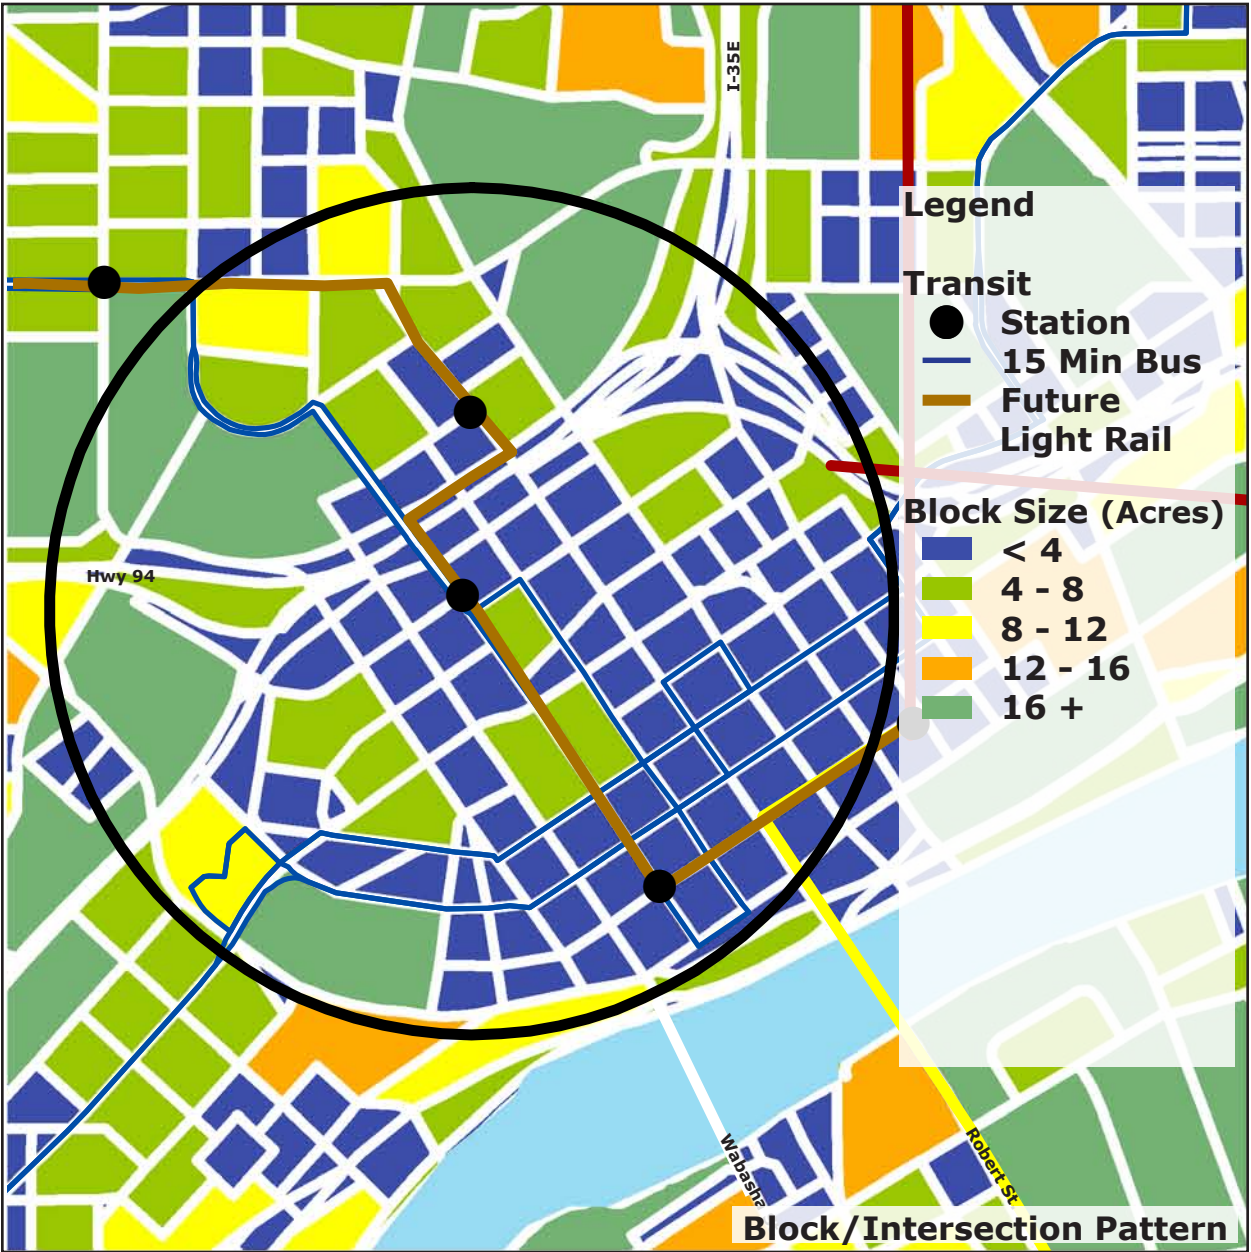 I-35E
Legend
Transit
Station
15 Min Bus
Future
Light Rail
Block Size (Acres)
< 4
4 - 8
8 - 12
12 - 16
16 +
Hwy 94
Wabasha
Robert St
Block/Intersection Pattern